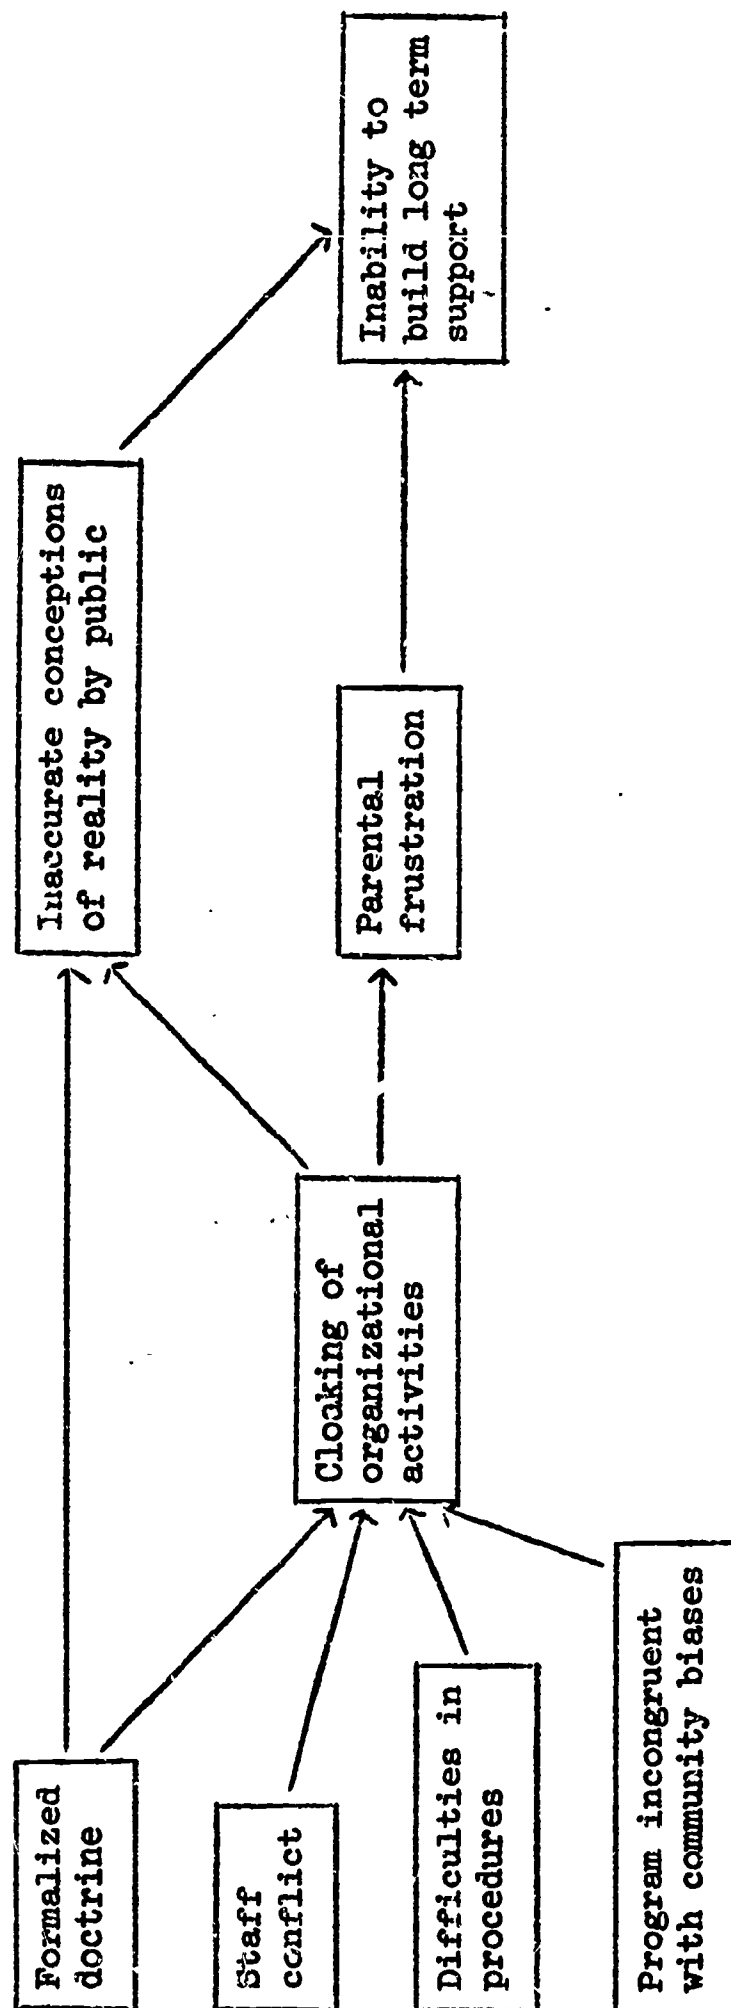 Formalized
doctrine
Staff
conflict
Difficulties in
procedures
Program incongruent
with community biases
Cloaking of
organizational
activities
Inaccurate conceptions
of reality by public
Parental
frustration
Inability to
build long term
support